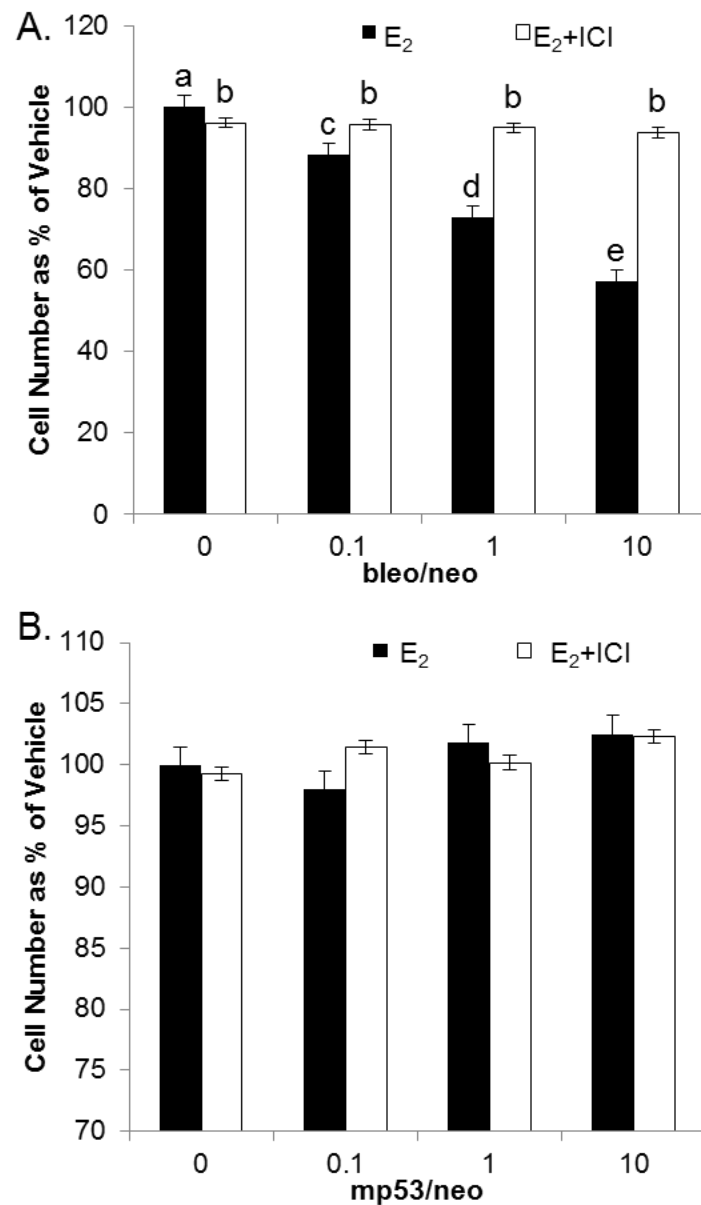 A.
E₂ E₂+ICI
Cell Number as % of Vehicle
120
100
80
60
40
20
0
a b c b d b e b
0 0.1 1 10
bleo/neo
B.
E₂ E₂+ICI
Cell Number as % of Vehicle
110
105
100
95
90
85
80
75
70
0 0.1 1 10
mp53/neo